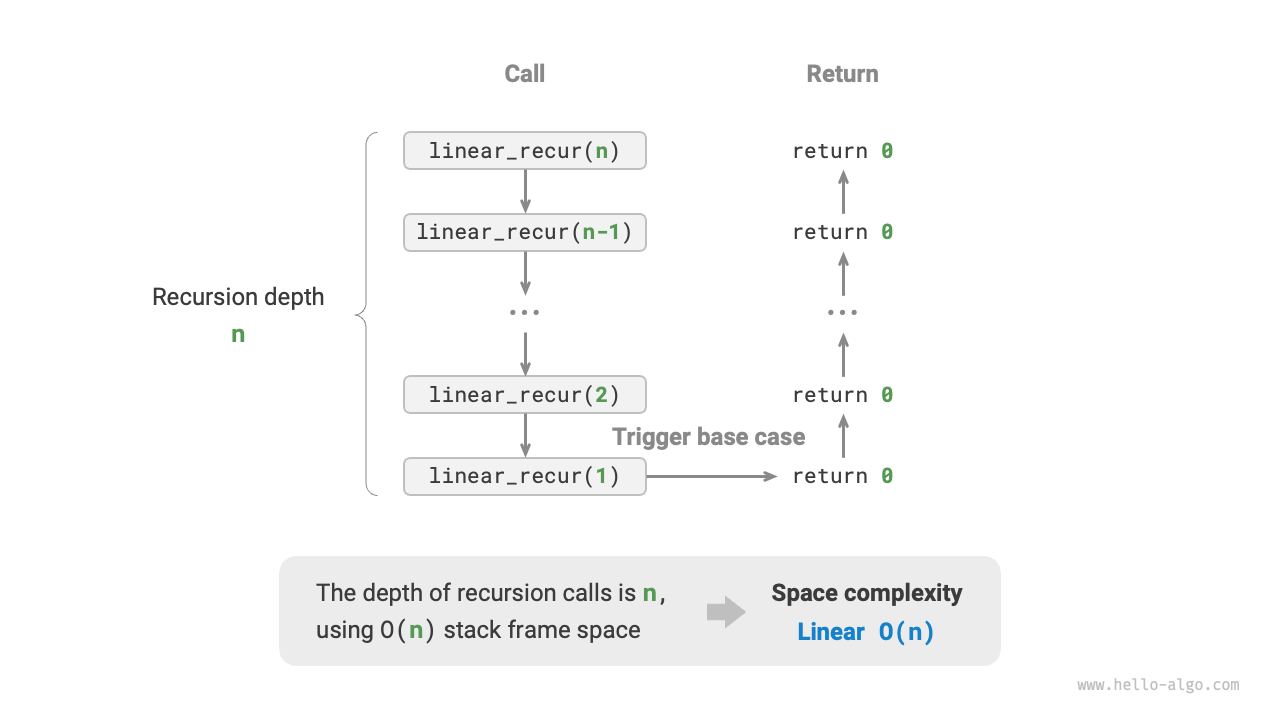 Call
Return
linear_recur(n)
return 0
linear_recur(n-1)
return 0
Recursion depth
n
...
...
linear_recur(2)
return 0
Trigger base case
linear_recur(1)
return 0
The depth of recursion calls is n,
using O(n) stack frame space
Space complexity
Linear O(n)
www.hello-algo.com